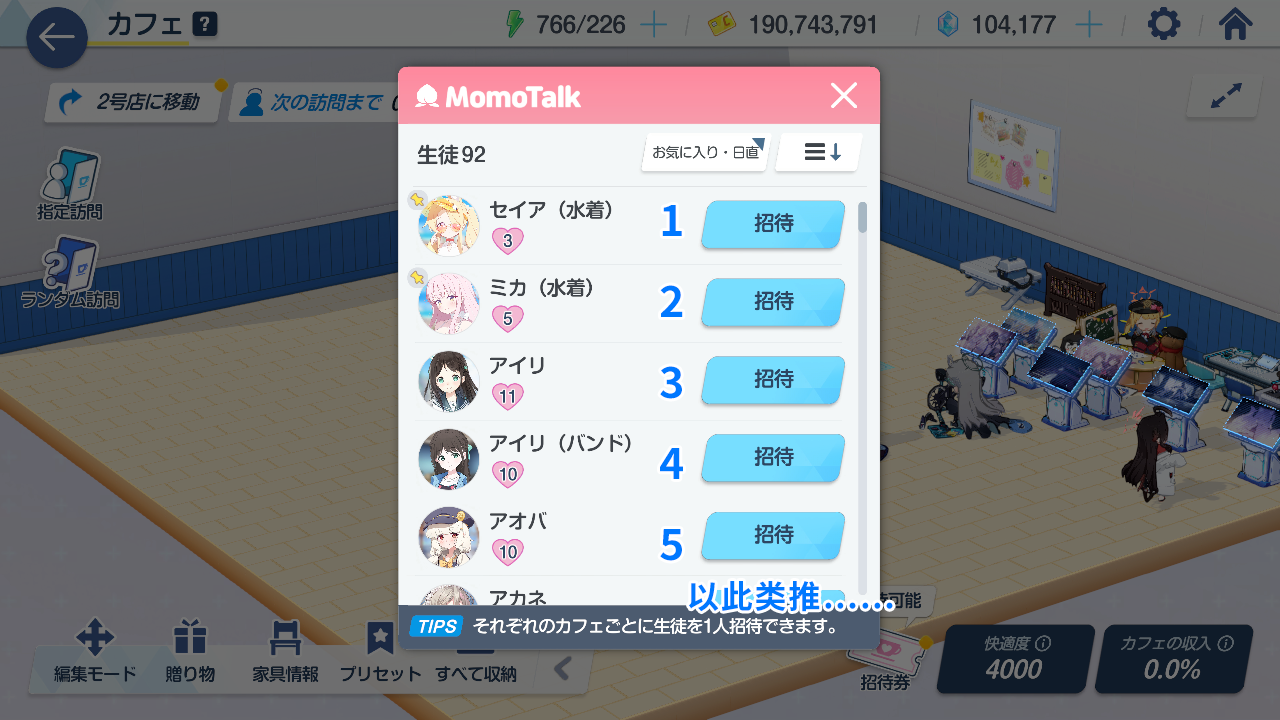 カフェ ?
766/226
190,743,791
104,177
2号店に移動
次の訪問まで
指定訪問
ランダム訪問
MomoTalk
生徒92
お気に入り・日直
セイア（水着）
3
1
招待
ミカ（水着）
5
2
招待
アイリ
11
3
招待
アイリ（バンド）
10
4
招待
アオバ
10
5
招待
アカネ
以此类推......
可能
TIPS それぞれのカフェごとに生徒を1人招待できます。
編集モード
贈り物
家具情報
プリセット
すべて収納
招待券
快適度
4000
カフェの収入
0.0%